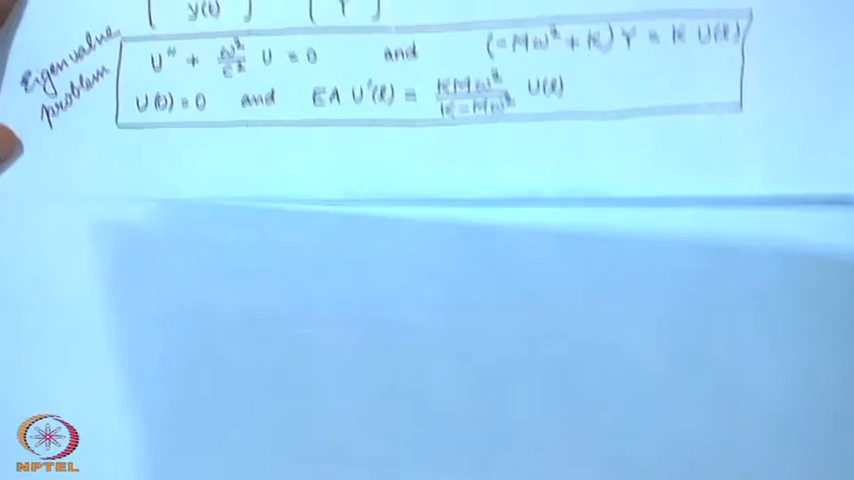 y(t) Y
Eigenvalue problem
U'' + ω²/c² U = 0 and (-Mω² + K) Y = K U(l)
U(0) = 0 and EA U'(l) = KMω²/(K-Mω²) U(l)
NPTEL